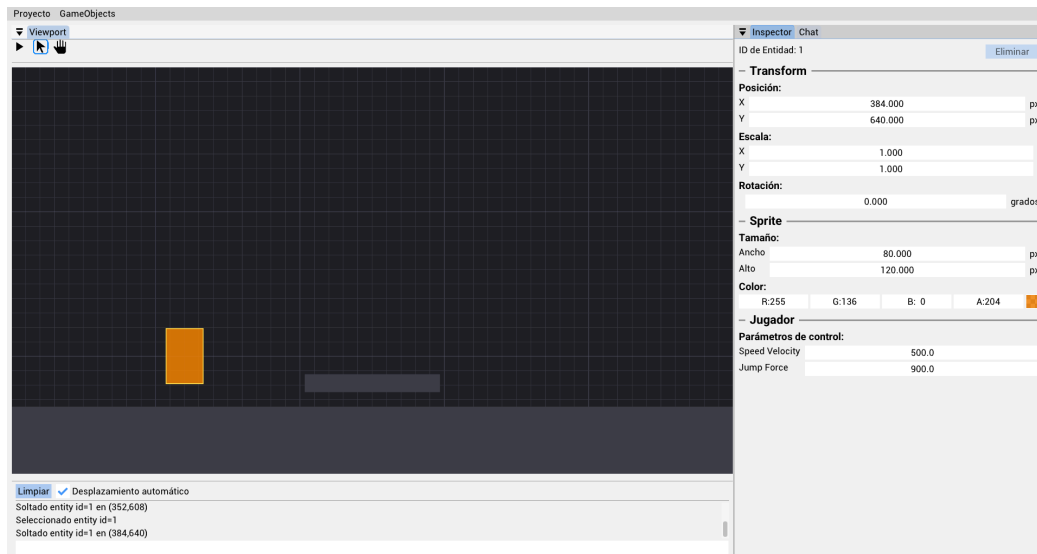 Proyecto GameObjects
Viewport
Inspector Chat
ID de Entidad: 1 Eliminar
Transform
Posición:
X 384.000 px
Y 640.000 px
Escala:
X 1.000
Y 1.000
Rotación:
0.000 grados
Sprite
Tamaño:
Ancho 80.000 px
Alto 120.000 px
Color:
R:255 G:136 B: 0 A:204
Jugador
Parámetros de control:
Speed Velocity 500.0
Jump Force 900.0
Limpiar Desplazamiento automático
Soltado entity id=1 en (352,608)
Seleccionado entity id=1
Soltado entity id=1 en (384,640)